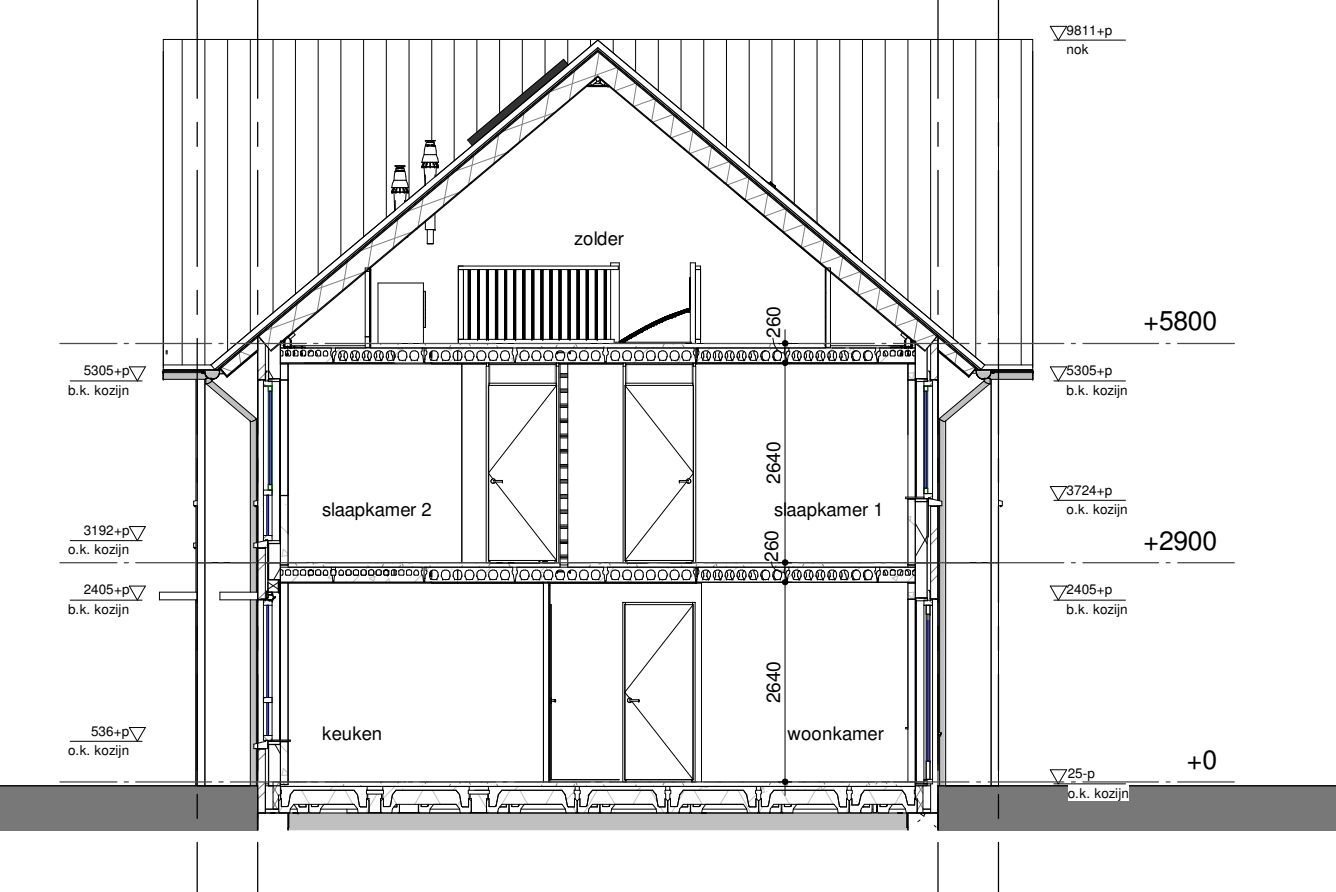 9811+p
nok
zolder
260
+5800
5305+p
b.k. kozijn
5305+p
b.k. kozijn
2640
3724+p
o.k. kozijn
slaapkamer 2
slaapkamer 1
3192+p
o.k. kozijn
260
+2900
2405+p
b.k. kozijn
2405+p
b.k. kozijn
2640
536+p
o.k. kozijn
keuken
woonkamer
+0
25-p
o.k. kozijn